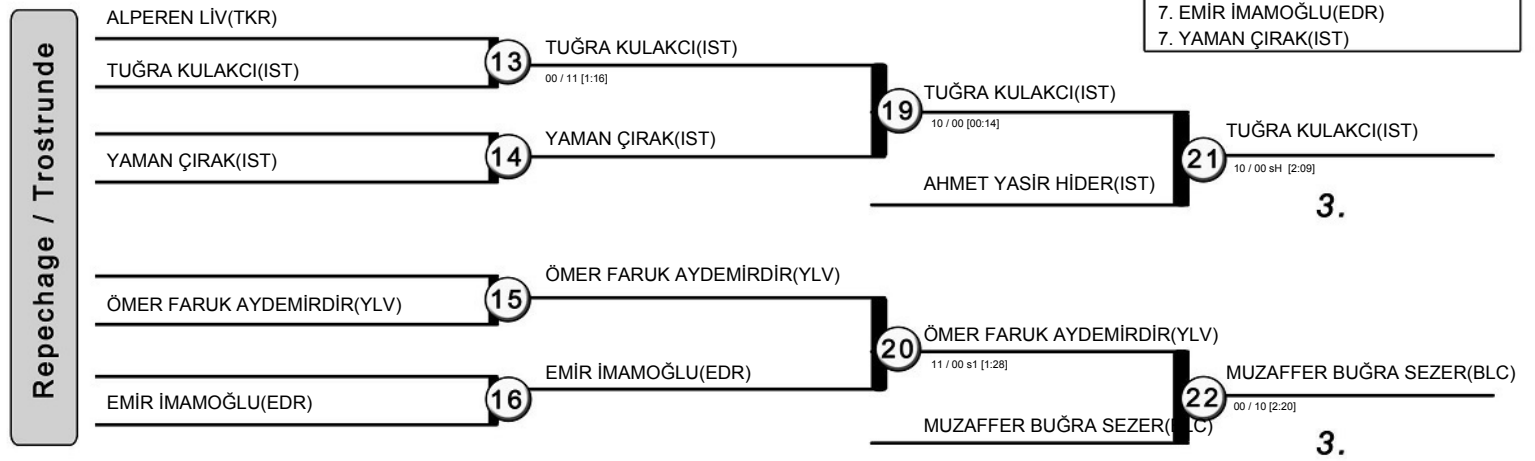 Repechage / Trostrunde
7. EMİR İMAMOĞLU(EDR)
7. YAMAN ÇIRAK(IST)
ALPEREN LİV(TKR)
TUĞRA KULAKCI(IST)
13
TUĞRA KULAKCI(IST)
00 / 11 [1:16]
YAMAN ÇIRAK(IST)
14
YAMAN ÇIRAK(IST)
19
TUĞRA KULAKCI(IST)
10 / 00 [00:14]
AHMET YASİR HİDER(IST)
21
TUĞRA KULAKCI(IST)
10 / 00 sH [2:09]
3.
ÖMER FARUK AYDEMİRDİR(YLV)
15
ÖMER FARUK AYDEMİRDİR(YLV)
EMİR İMAMOĞLU(EDR)
16
EMİR İMAMOĞLU(EDR)
20
ÖMER FARUK AYDEMİRDİR(YLV)
11 / 00 s1 [1:28]
MUZAFFER BUĞRA SEZER(BLC)
22
MUZAFFER BUĞRA SEZER(BLC)
00 / 10 [2:20]
3.